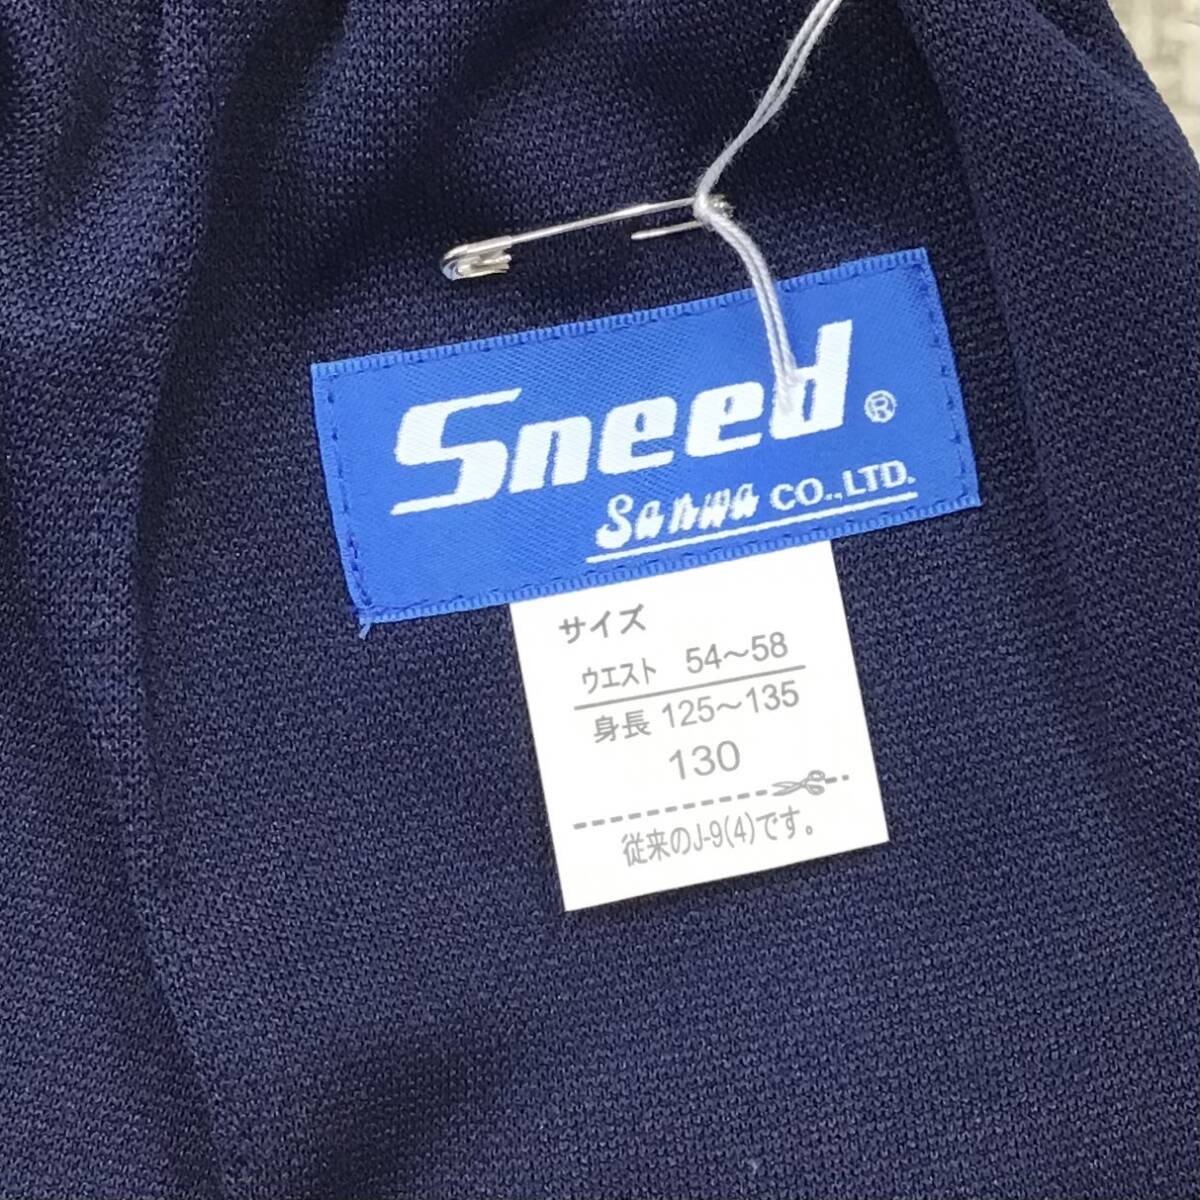 Sneed®
Sanwa CO.,LTD.
サイズ
ウエスト 54～58
身長 125～135
130
従来のJ-9(4)です。